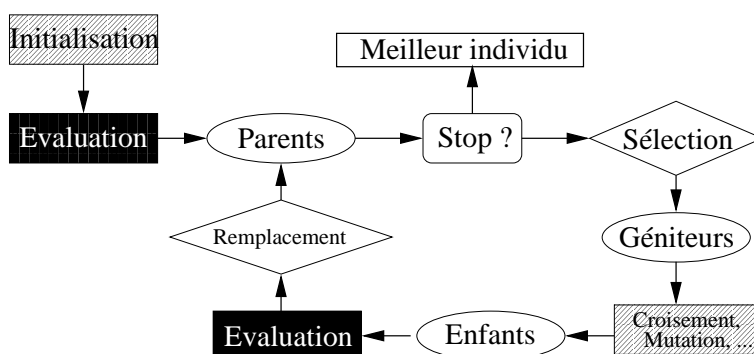 Initialisation
Meilleur individu
Evaluation
Parents
Stop ?
Sélection
Remplacement
Géniteurs
Evaluation
Enfants
Croisement,
Mutation, ...